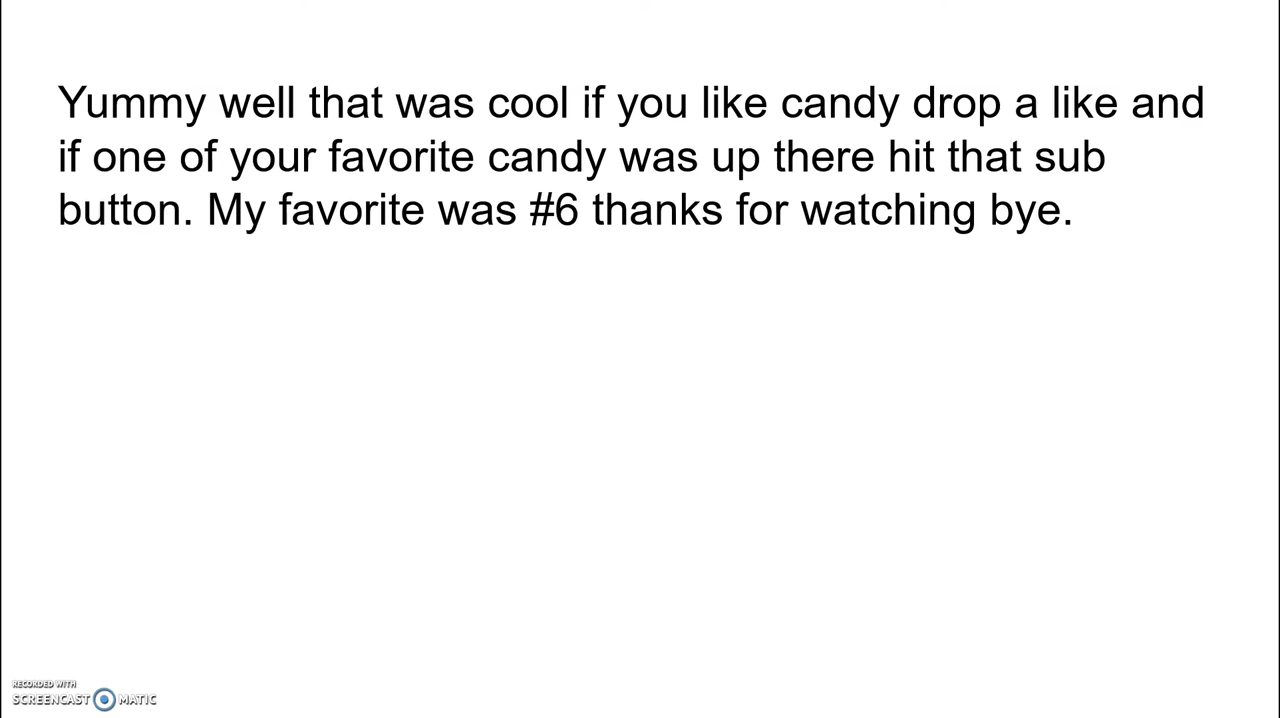 Yummy well that was cool if you like candy drop a like and
if one of your favorite candy was up there hit that sub
button. My favorite was #6 thanks for watching bye.
RECORDED WITH
SCREENCAST MATIC